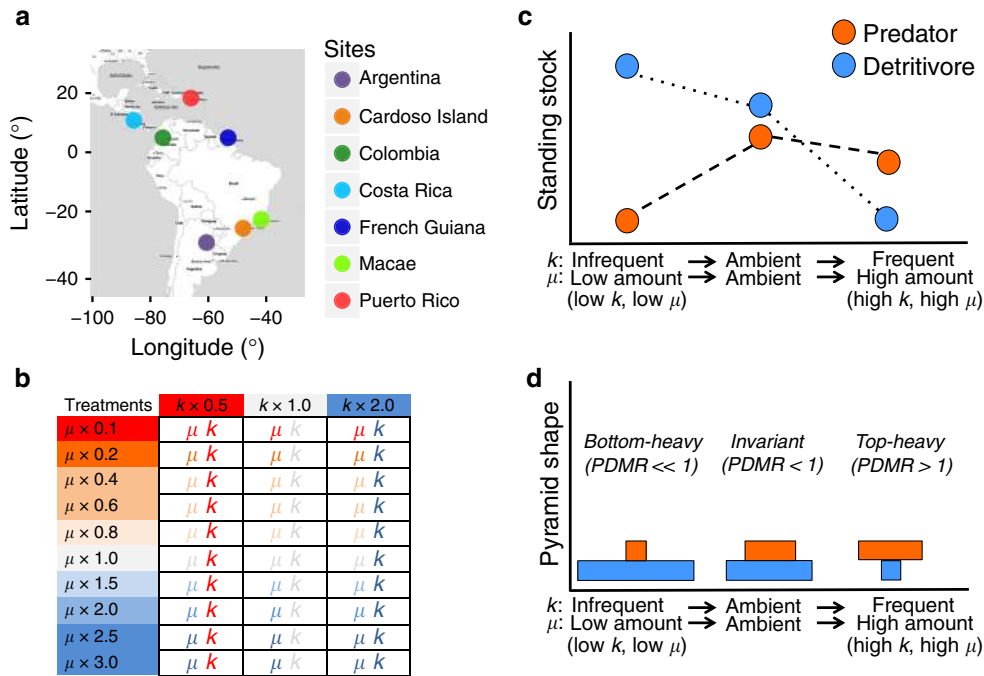 a
Sites
Argentina
Cardoso Island
Colombia
Costa Rica
French Guiana
Macae
Puerto Rico
Latitude (°)
20
0
−20
−40
−100
−80
−60
−40
Longitude (°)
b
Treatments k × 0.5 k × 1.0 k × 2.0
μ × 0.1 μ k μ k μ k
μ × 0.2 μ k μ k μ k
μ × 0.4 μ k μ k μ k
μ × 0.6 μ k μ k μ k
μ × 0.8 μ k μ k μ k
μ × 1.0 μ k μ k μ k
μ × 1.5 μ k μ k μ k
μ × 2.0 μ k μ k μ k
μ × 2.5 μ k μ k μ k
μ × 3.0 μ k μ k μ k
c
Predator
Detritivore
Standing stock
k: Infrequent Ambient Frequent
μ: Low amount Ambient High amount
(low k, low μ) (high k, high μ)
d
Pyramid shape
Bottom-heavy Invariant Top-heavy
(PDMR << 1) (PDMR < 1) (PDMR > 1)
k: Infrequent Ambient Frequent
μ: Low amount Ambient High amount
(low k, low μ) (high k, high μ)